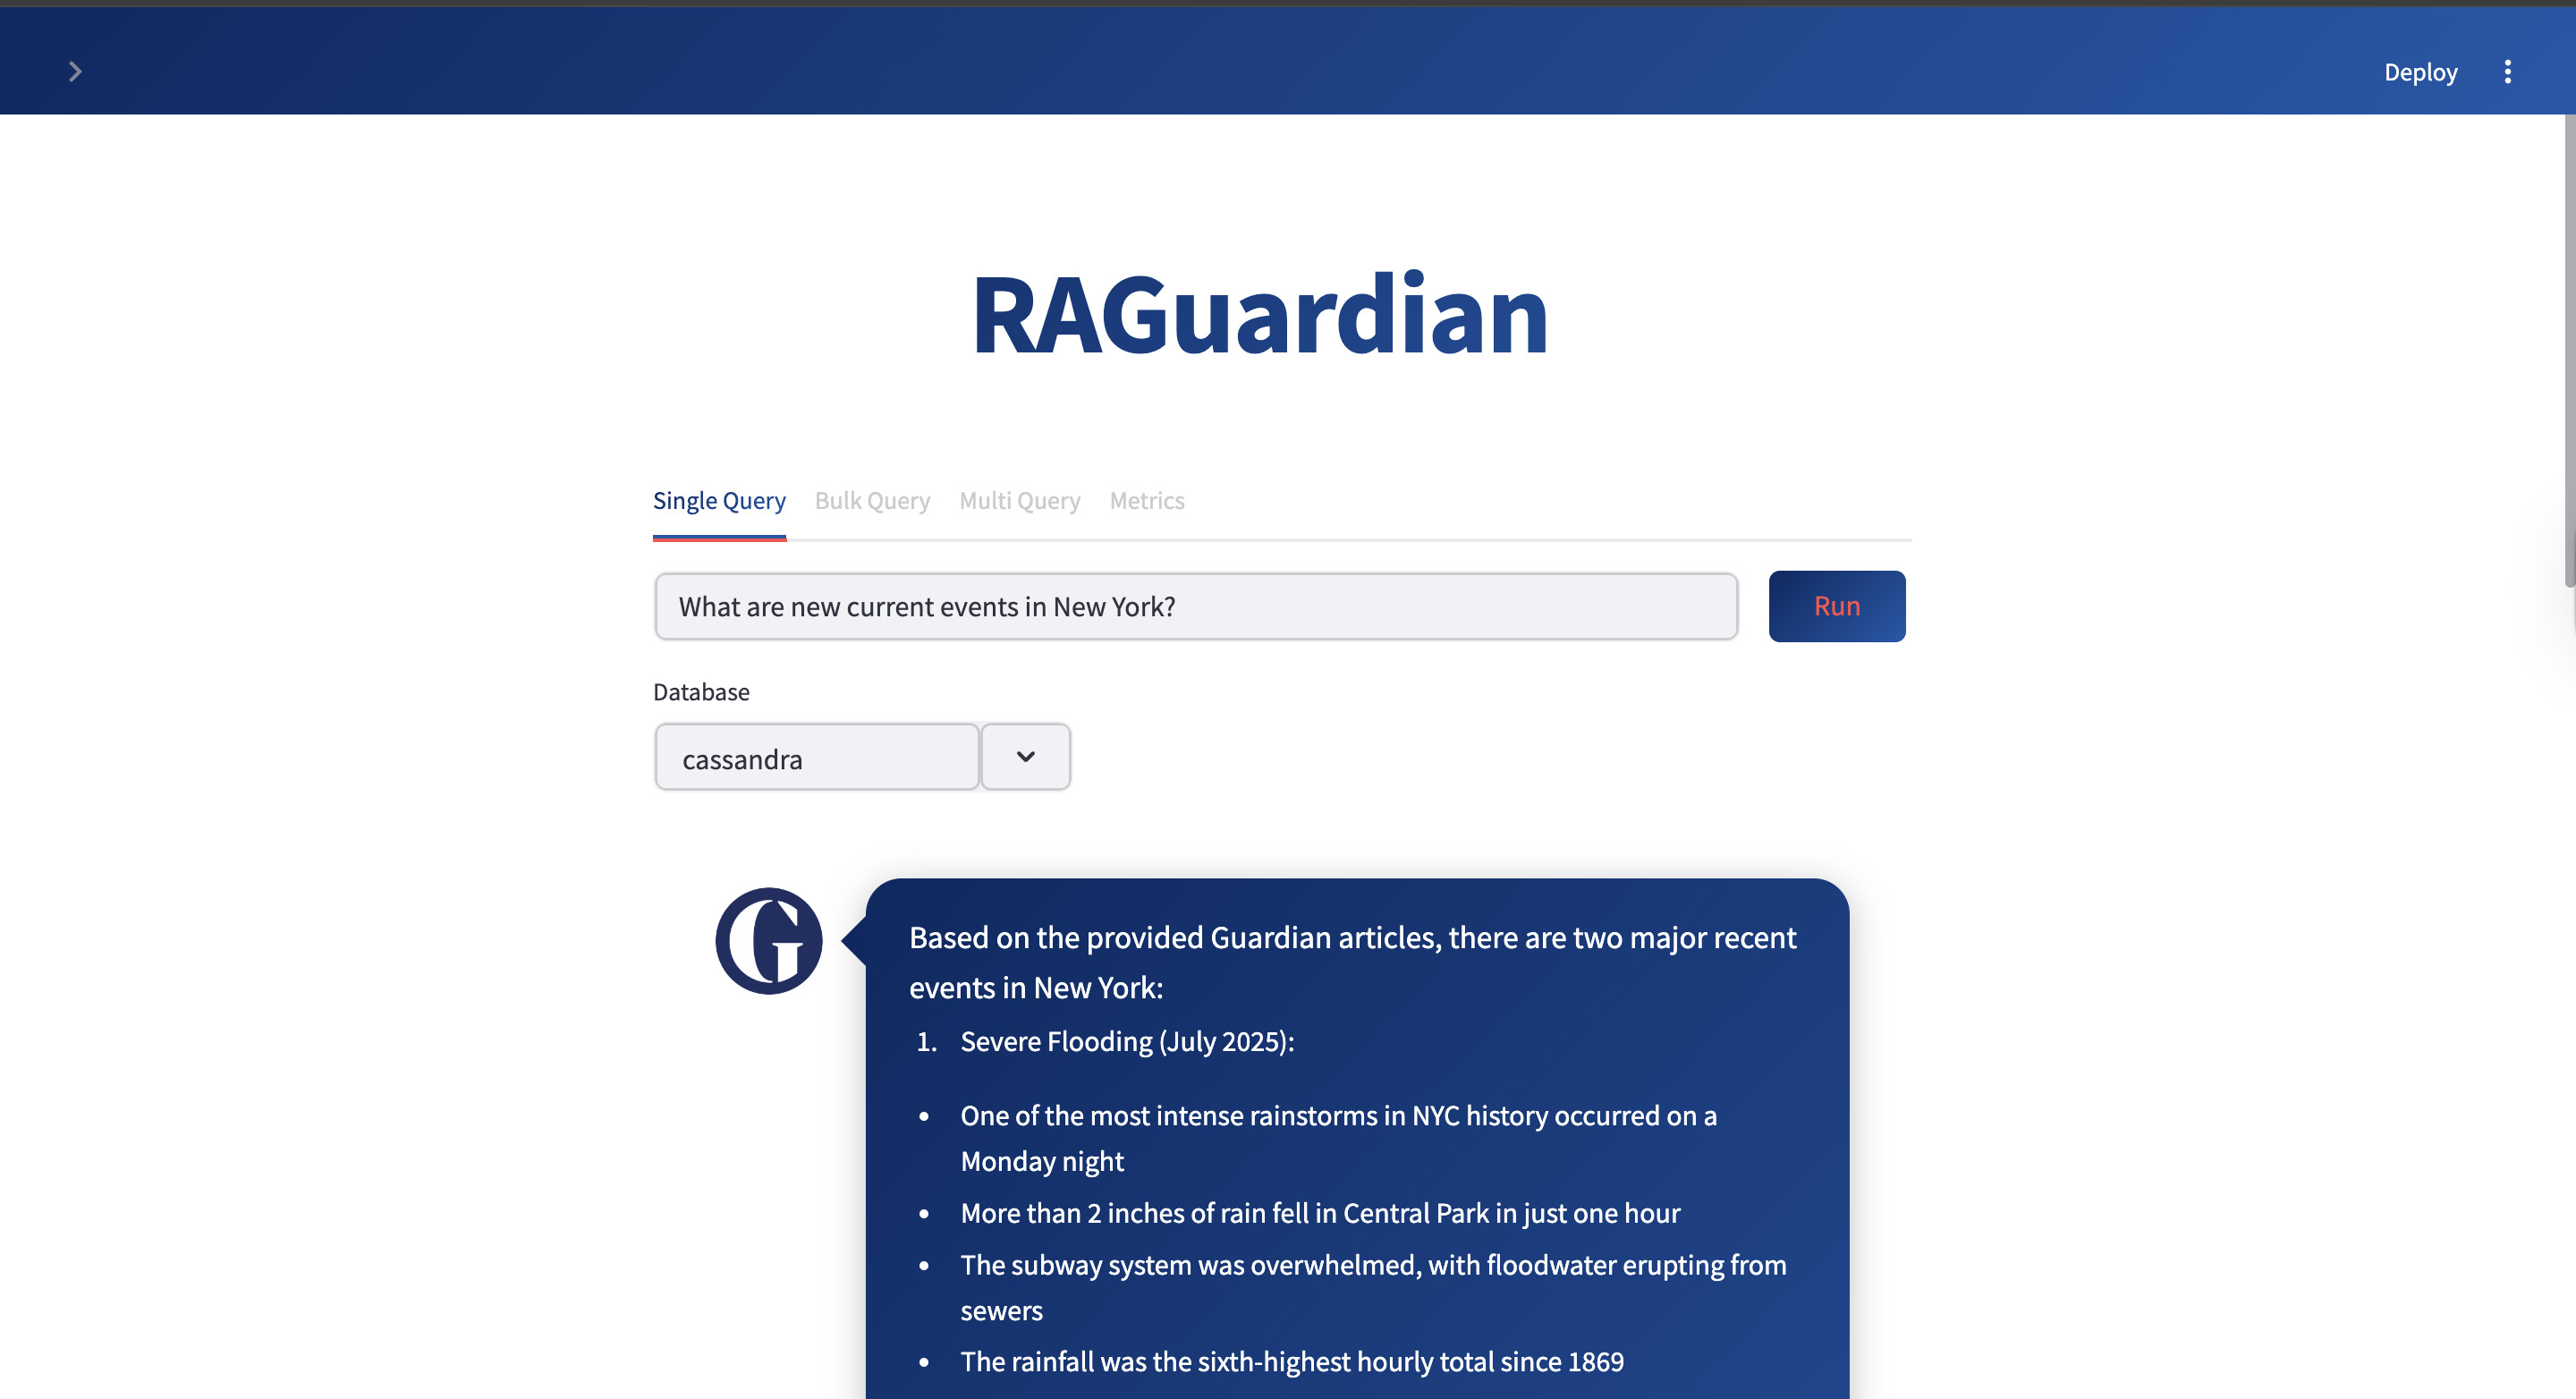 Deploy
RAGuardian
Single Query Bulk Query Multi Query Metrics
What are new current events in New York?
Run
Database
cassandra
G
Based on the provided Guardian articles, there are two major recent
events in New York:
1. Severe Flooding (July 2025):
• One of the most intense rainstorms in NYC history occurred on a
Monday night
• More than 2 inches of rain fell in Central Park in just one hour
• The subway system was overwhelmed, with floodwater erupting from
sewers
• The rainfall was the sixth-highest hourly total since 1869